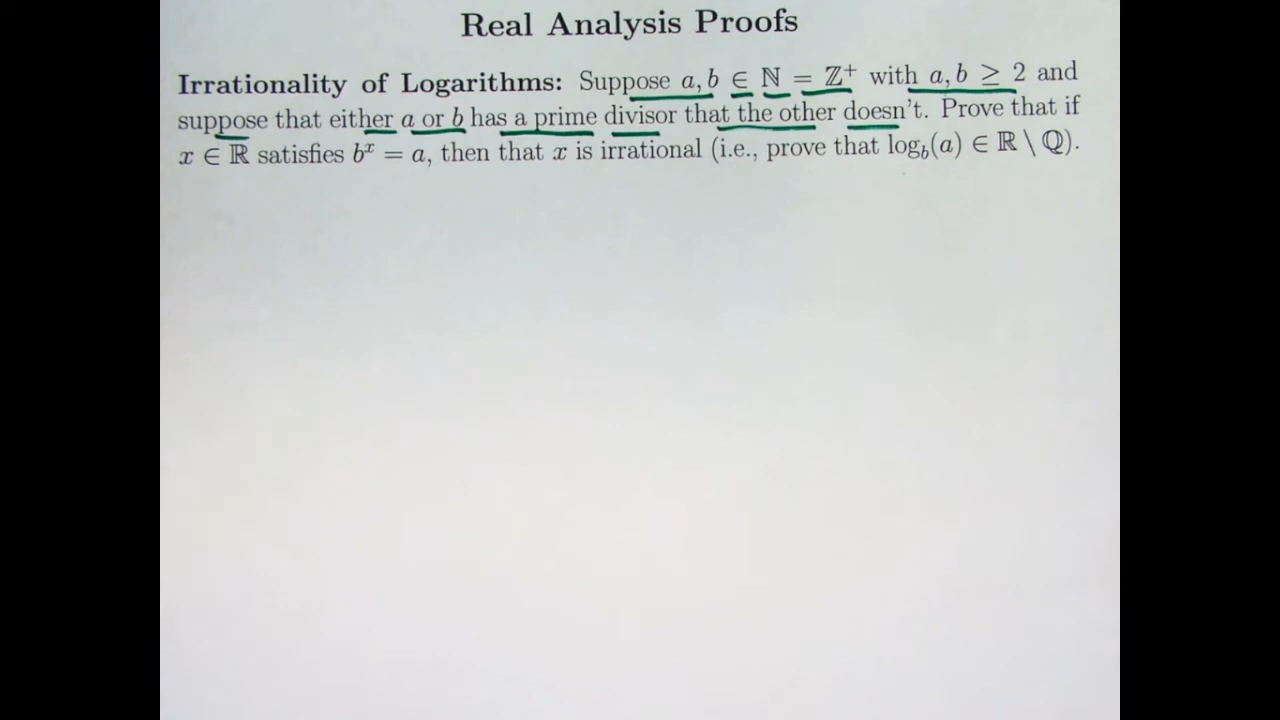 Real Analysis Proofs
Irrationality of Logarithms: Suppose a, b ∈ ℕ = ℤ⁺ with a, b ≥ 2 and
suppose that either a or b has a prime divisor that the other doesn't. Prove that if
x ∈ ℝ satisfies bˣ = a, then that x is irrational (i.e., prove that log_b(a) ∈ ℝ \ ℚ).